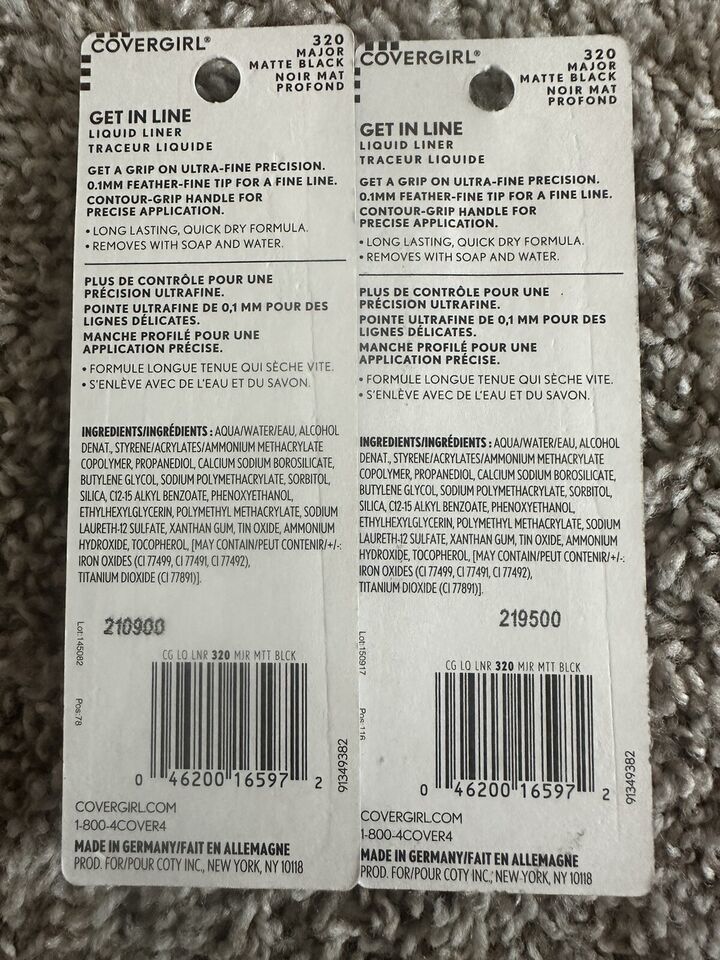 COVERGIRL®
320
MAJOR
MATTE BLACK
NOIR MAT
PROFOND
GET IN LINE
LIQUID LINER
TRACEUR LIQUIDE
GET A GRIP ON ULTRA-FINE PRECISION.
0.1MM FEATHER-FINE TIP FOR A FINE LINE.
CONTOUR-GRIP HANDLE FOR
PRECISE APPLICATION.
• LONG LASTING, QUICK DRY FORMULA.
• REMOVES WITH SOAP AND WATER.
PLUS DE CONTRÔLE POUR UNE
PRÉCISION ULTRAFINE.
POINTE ULTRAFINE DE 0,1 MM POUR DES
LIGNES DÉLICATES.
MANCHE PROFILÉ POUR UNE
APPLICATION PRÉCISE.
• FORMULE LONGUE TENUE QUI SÈCHE VITE.
• S'ENLÈVE AVEC DE L'EAU ET DU SAVON.
INGREDIENTS/INGRÉDIENTS : AQUA/WATER/EAU, ALCOHOL
DENAT., STYRENE/ACRYLATES/AMMONIUM METHACRYLATE
COPOLYMER, PROPANEDIOL, CALCIUM SODIUM BOROSILICATE,
BUTYLENE GLYCOL, SODIUM POLYMETHACRYLATE, SORBITOL,
SILICA, C12-15 ALKYL BENZOATE, PHENOXYETHANOL,
ETHYLHEXYLGLYCERIN, POLYMETHYL METHACRYLATE, SODIUM
LAURETH-12 SULFATE, XANTHAN GUM, TIN OXIDE, AMMONIUM
HYDROXIDE, TOCOPHEROL, [MAY CONTAIN/PEUT CONTENIR/+/-:
IRON OXIDES (CI 77499, CI 77491, CI 77492),
TITANIUM DIOXIDE (CI 77891)].
210900
Lot:145082
Pos:78
CG LQ LNR 320 MJR MTT BLCK
0 46200 16597 2
91349382
COVERGIRL.COM
1-800-4COVER4
MADE IN GERMANY/FAIT EN ALLEMAGNE
PROD. FOR/POUR COTY INC., NEW YORK, NY 10118
COVERGIRL®
320
MAJOR
MATTE BLACK
NOIR MAT
PROFOND
GET IN LINE
LIQUID LINER
TRACEUR LIQUIDE
GET A GRIP ON ULTRA-FINE PRECISION.
0.1MM FEATHER-FINE TIP FOR A FINE LINE.
CONTOUR-GRIP HANDLE FOR
PRECISE APPLICATION.
• LONG LASTING, QUICK DRY FORMULA.
• REMOVES WITH SOAP AND WATER.
PLUS DE CONTRÔLE POUR UNE
PRÉCISION ULTRAFINE.
POINTE ULTRAFINE DE 0,1 MM POUR DES
LIGNES DÉLICATES.
MANCHE PROFILÉ POUR UNE
APPLICATION PRÉCISE.
• FORMULE LONGUE TENUE QUI SÈCHE VITE.
• S'ENLÈVE AVEC DE L'EAU ET DU SAVON.
INGREDIENTS/INGRÉDIENTS : AQUA/WATER/EAU, ALCOHOL
DENAT., STYRENE/ACRYLATES/AMMONIUM METHACRYLATE
COPOLYMER, PROPANEDIOL, CALCIUM SODIUM BOROSILICATE,
BUTYLENE GLYCOL, SODIUM POLYMETHACRYLATE, SORBITOL,
SILICA, C12-15 ALKYL BENZOATE, PHENOXYETHANOL,
ETHYLHEXYLGLYCERIN, POLYMETHYL METHACRYLATE, SODIUM
LAURETH-12 SULFATE, XANTHAN GUM, TIN OXIDE, AMMONIUM
HYDROXIDE, TOCOPHEROL, [MAY CONTAIN/PEUT CONTENIR/+/-:
IRON OXIDES (CI 77499, CI 77491, CI 77492),
TITANIUM DIOXIDE (CI 77891)].
219500
Lot:150917
Pos:116
CG LQ LNR 320 MJR MTT BLCK
0 46200 16597 2
91349382
COVERGIRL.COM
1-800-4COVER4
MADE IN GERMANY/FAIT EN ALLEMAGNE
PROD. FOR/POUR COTY INC., NEW YORK, NY 10118